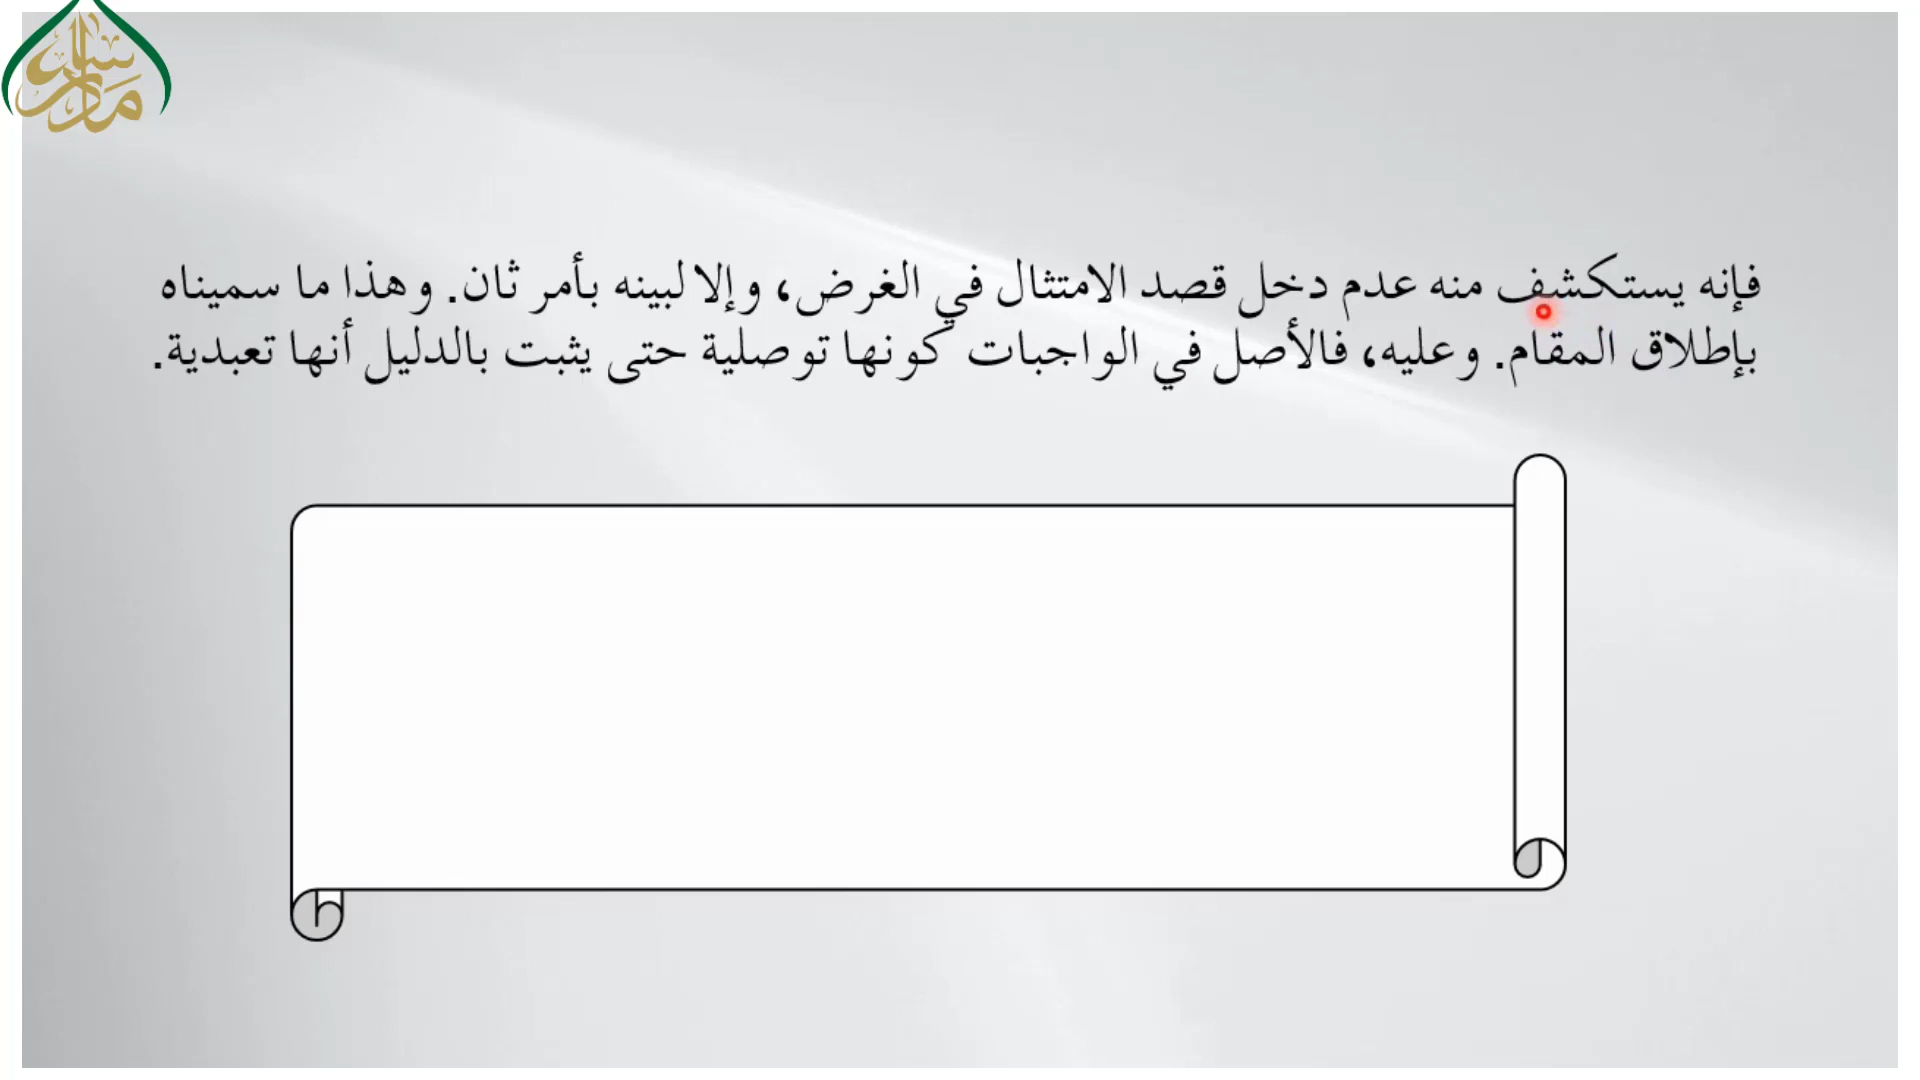 فإنه يستكشف منه عدم دخل قصد الامتثال في الغرض، وإلا لبينه بأمر ثان. وهذا ما سميناه
بإطلاق المقام. وعليه، فالأصل في الواجبات كونها توصلية حتى يثبت بالدليل أنها تعبدية.